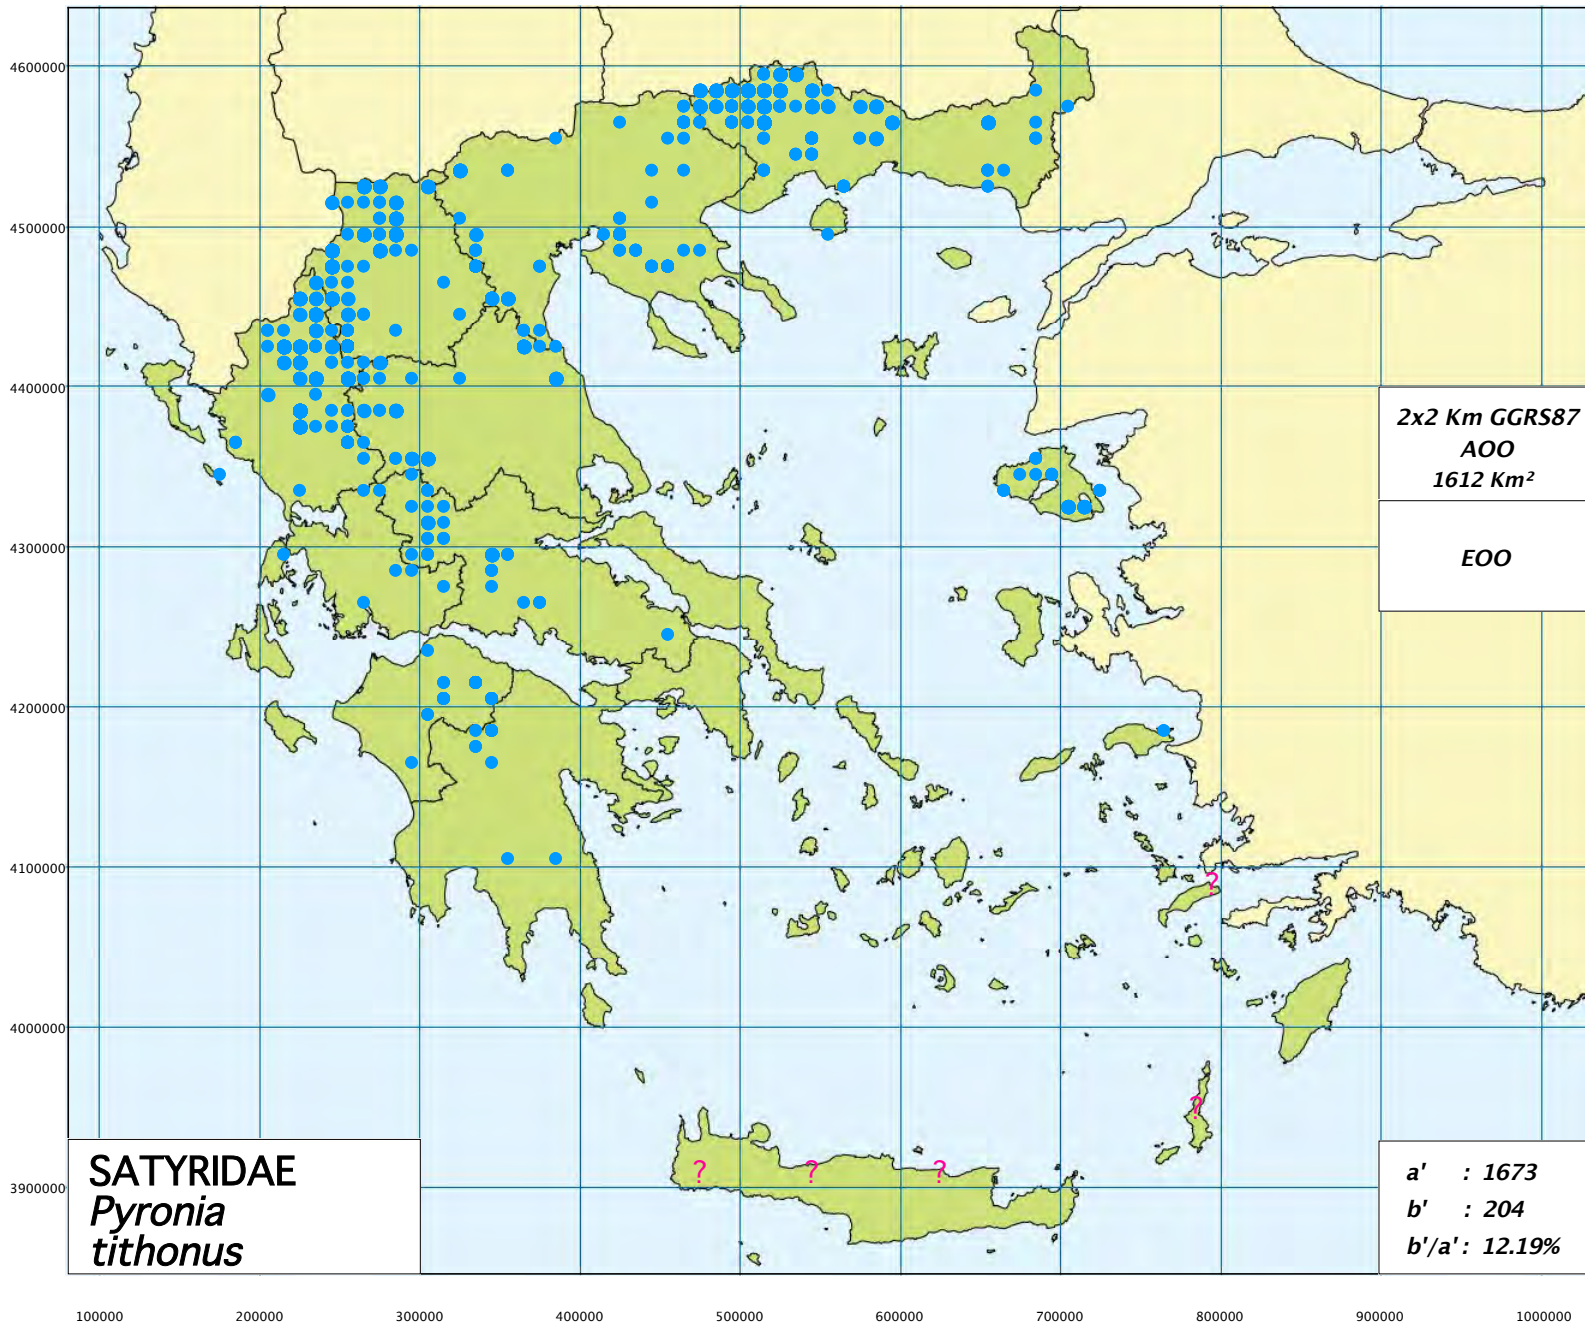 4600000
4500000
4400000
4300000
4200000
4100000
4000000
3900000
2x2 Km GGRS87
AOO
1612 Km²
EOO
?
?
? ? ?
SATYRIDAE
Pyronia
tithonus
a' : 1673
b' : 204
b'/a' : 12.19%
100000 200000 300000 400000 500000 600000 700000 800000 900000 1000000